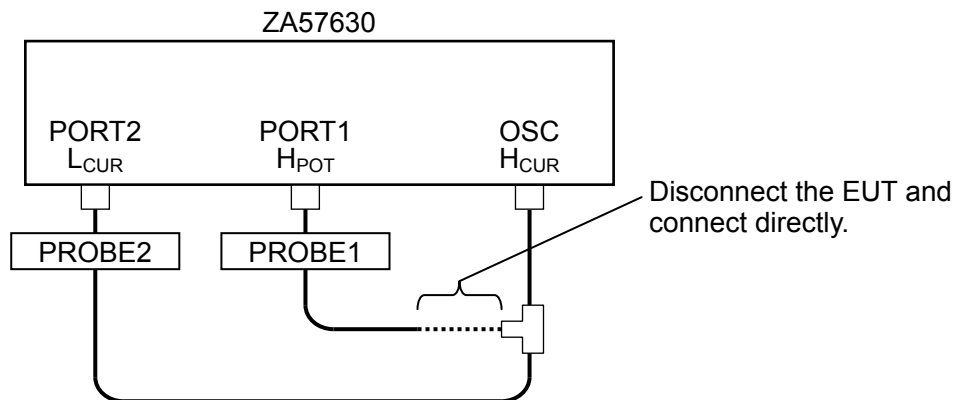 ZA57630
PORT2
PORT1
OSC
LCUR
HPOT
HCUR
Disconnect the EUT and
connect directly.
PROBE2
PROBE1